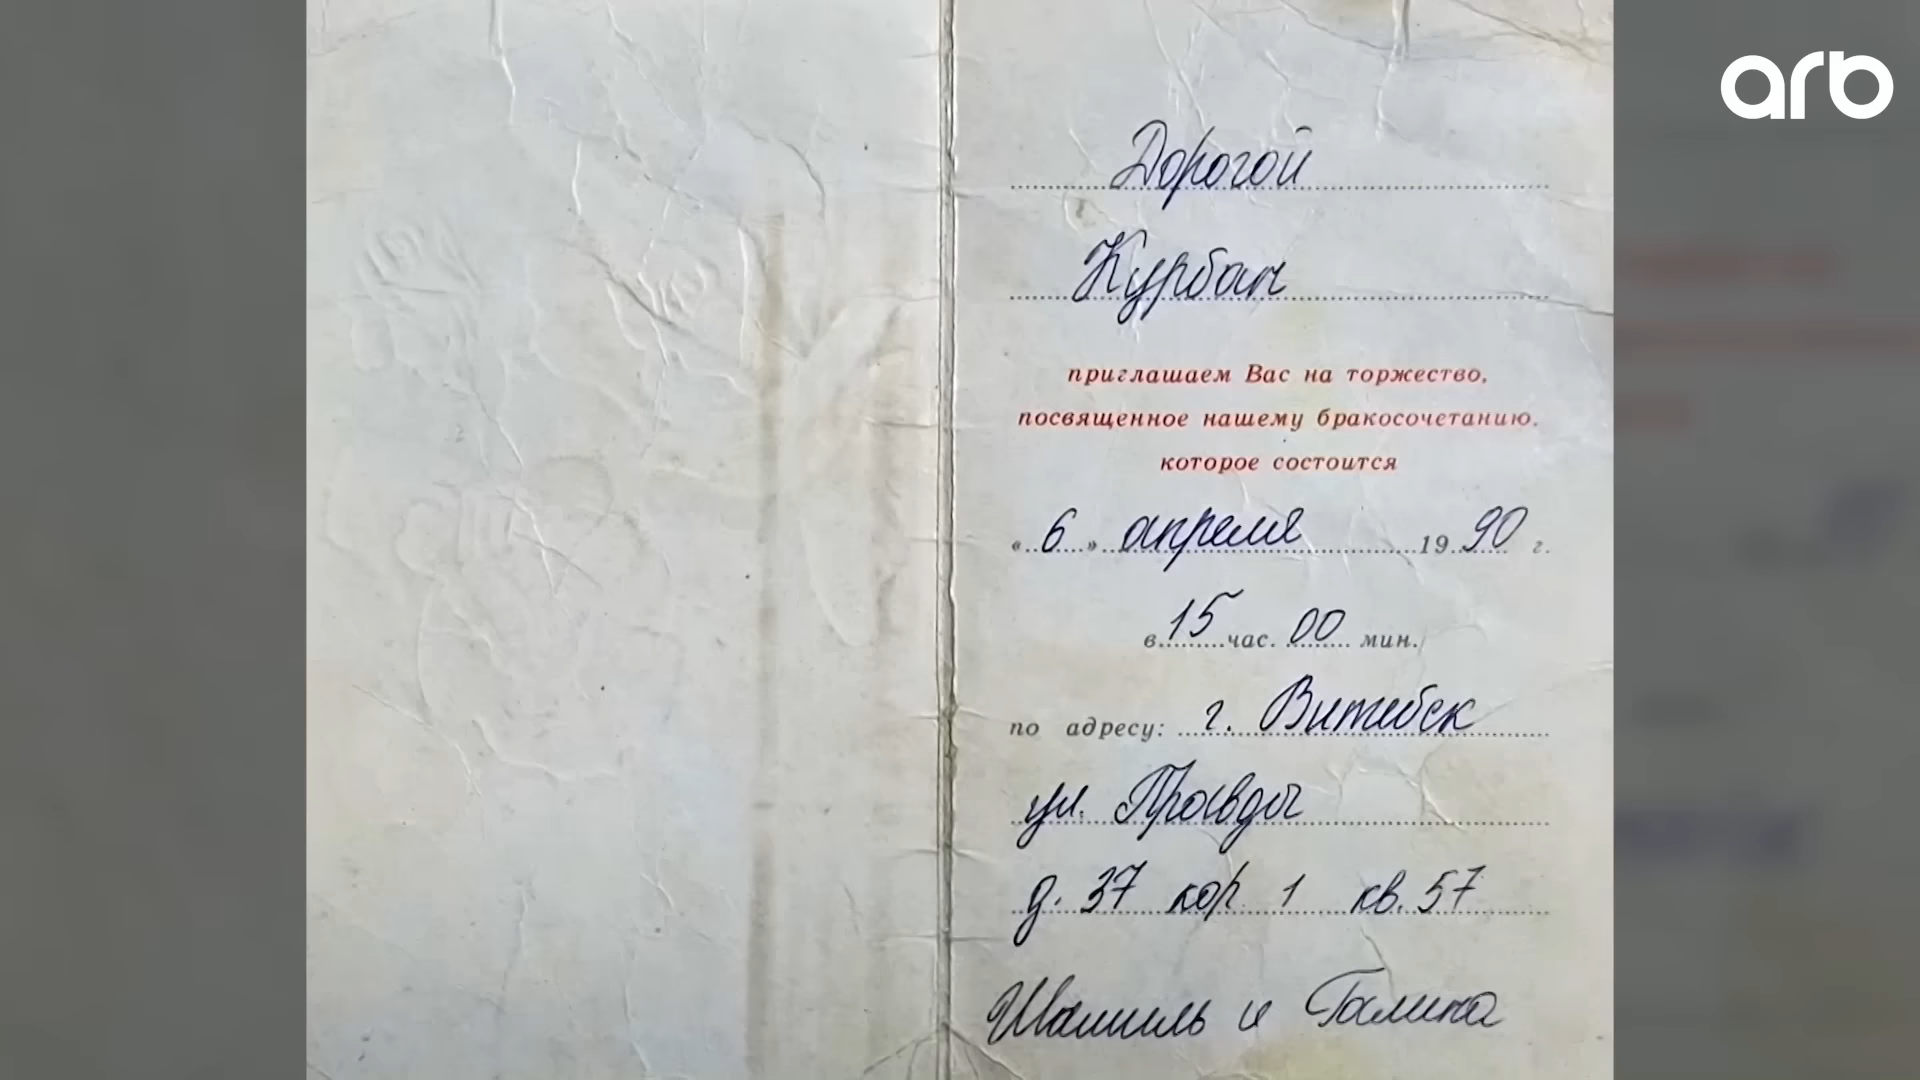 arb
Дорогой
Курбан
приглашаем Вас на торжество,
посвященное нашему бракосочетанию,
которое состоится
«6» апреля 1990 г.
в 15 час. 00 мин.
по адресу: г. Витебск
ул. Правды
д. 37 кор 1 кв. 57
Шамиль и Галина